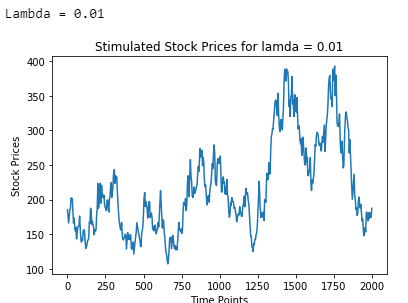 Lambda = 0.01
Stimulated Stock Prices for lamda = 0.01
400
350
300
250
200
150
100
Stock Prices
0 250 500 750 1000 1250 1500 1750 2000
Time Points